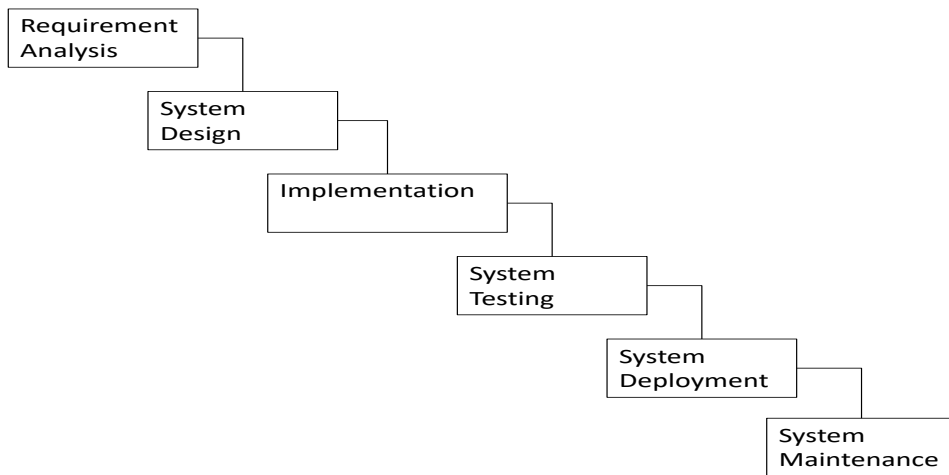 Requirement
Analysis
System
Design
Implementation
System
Testing
System
Deployment
System
Maintenance